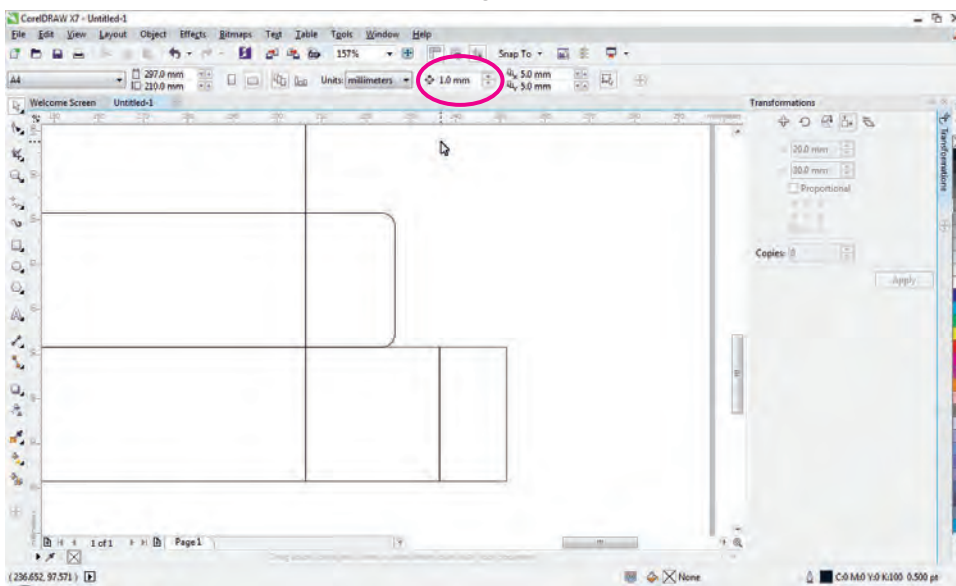 CorelDRAW X7 - Untitled-1
File Edit View Layout Object Effects Bitmaps Text Table Tools Window Help
157% Snap To
A4 297.0 mm 210.0 mm Units: millimeters 1.0 mm 5.0 mm 5.0 mm
Welcome Screen Untitled-1 Transformations
millimeters
Transformations
20.0 mm
Proportional
Copies: 0
Apply
1 of 1 Page 1
(236.652, 97.571) None C:0 M:0 Y:0 K:100 0.500 pt